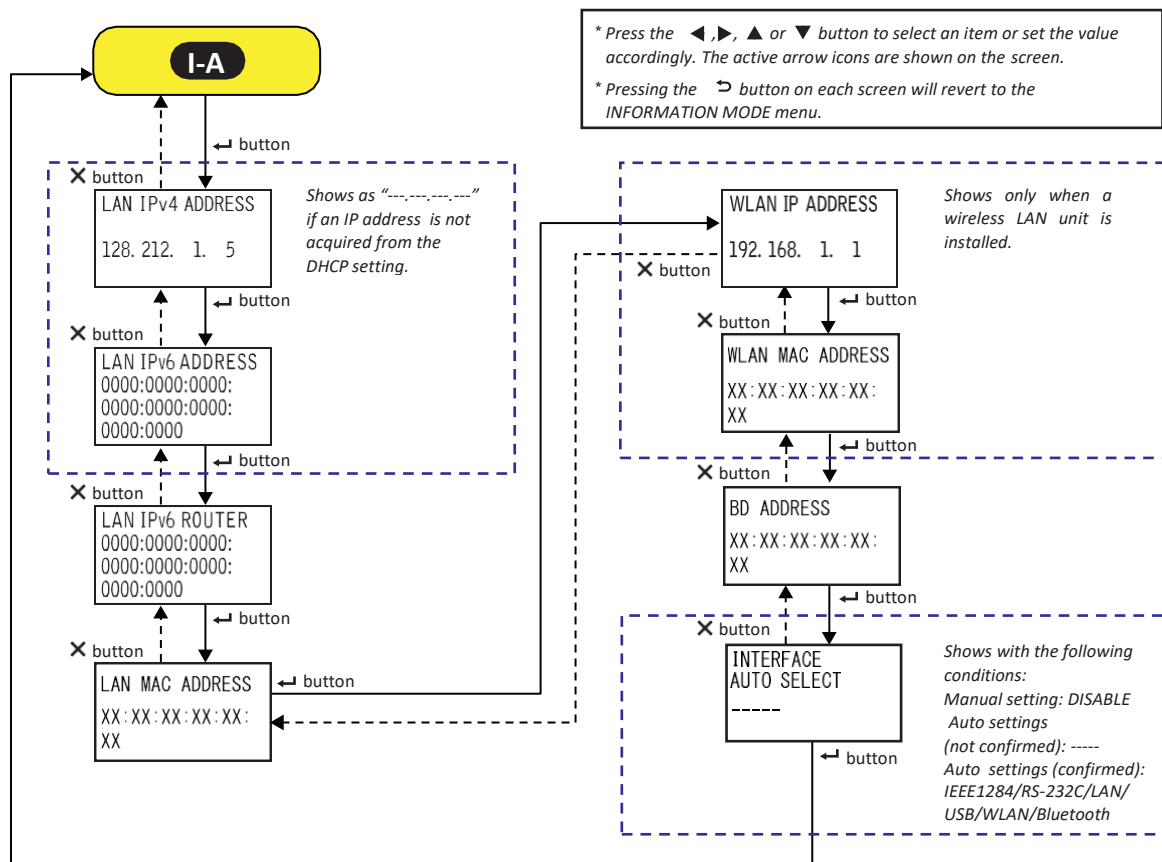 I-A
* Press the ◀ ,▶, ▲ or ▼ button to select an item or set the value
accordingly. The active arrow icons are shown on the screen.
* Pressing the ⮌ button on each screen will revert to the
INFORMATION MODE menu.
↵ button
✕ button
LAN IPv4 ADDRESS
128. 212. 1. 5
Shows as “---.---.---.---”
if an IP address is not
acquired from the
DHCP setting.
↵ button
✕ button
LAN IPv6 ADDRESS
0000:0000:0000:
0000:0000:0000:
0000:0000
↵ button
✕ button
LAN IPv6 ROUTER
0000:0000:0000:
0000:0000:0000:
0000:0000
↵ button
✕ button
LAN MAC ADDRESS
XX:XX:XX:XX:XX:
XX
↵ button
WLAN IP ADDRESS
192. 168. 1. 1
Shows only when a
wireless LAN unit is
installed.
✕ button
↵ button
✕ button
WLAN MAC ADDRESS
XX:XX:XX:XX:XX:
XX
↵ button
✕ button
BD ADDRESS
XX:XX:XX:XX:XX:
XX
↵ button
✕ button
INTERFACE
AUTO SELECT
-----
Shows with the following
conditions:
Manual setting: DISABLE
Auto settings
(not confirmed): -----
Auto settings (confirmed):
IEEE1284/RS-232C/LAN/
USB/WLAN/Bluetooth
↵ button